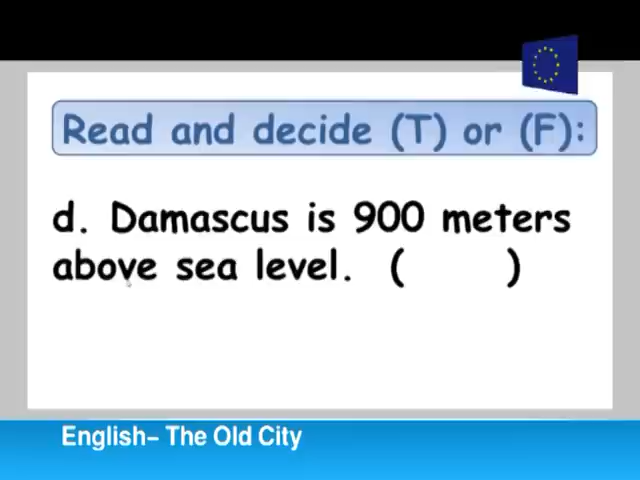 Read and decide (T) or (F):
d. Damascus is 900 meters
above sea level. (      )
English– The Old City